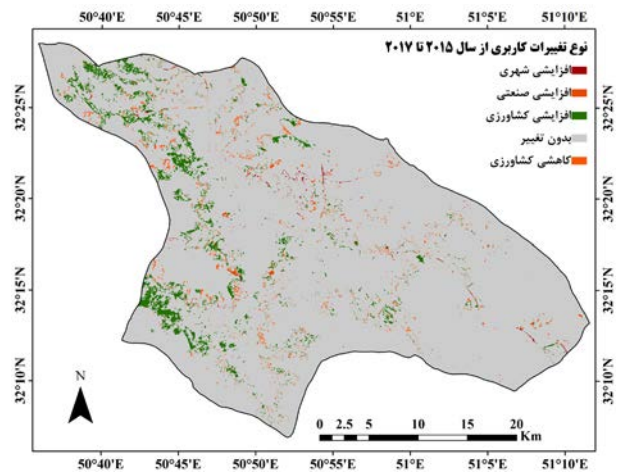 50°40'E 50°45'E 50°50'E 50°55'E 51°E 51°5'E 51°10'E
نوع تغییرات کاربری از سال ۲۰۱۵ تا ۲۰۱۷
افزایشی شهری
افزایشی صنعتی
افزایشی کشاورزی
بدون تغییر
کاهشی کشاورزی
32°25'N 32°25'N
32°20'N 32°20'N
32°15'N 32°15'N
32°10'N 32°10'N
N
0 2.5 5 10 15 20
Km
50°40'E 50°45'E 50°50'E 50°55'E 51°E 51°5'E 51°10'E